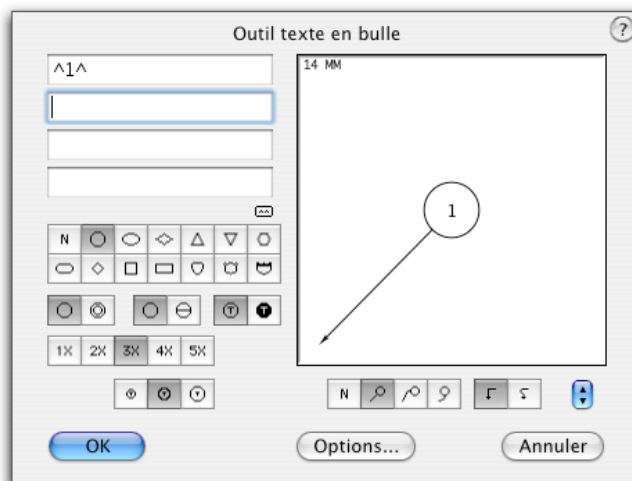 Outil texte en bulle
?
^1^
14 MM
1
^^
N
T T
1X 2X 3X 4X 5X
N
OK
Options...
Annuler